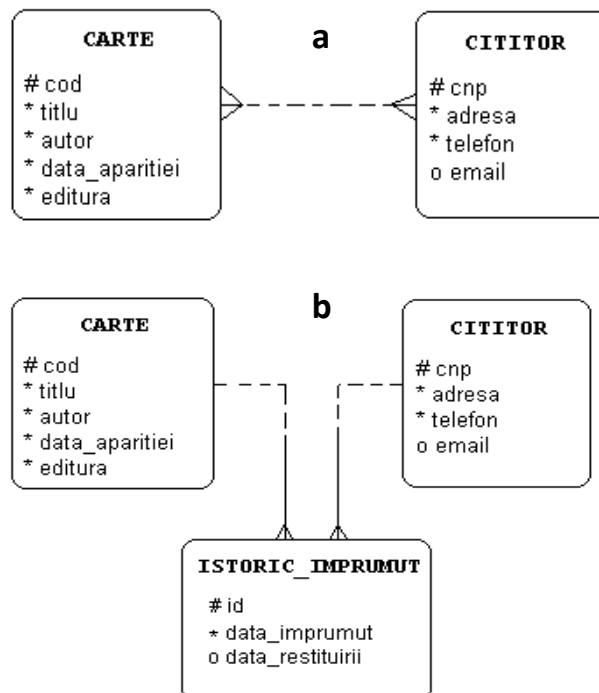 CARTE
# cod
* titlu
* autor
* data_aparitiei
* editura
a
CITITOR
# cnp
* adresa
* telefon
o email
CARTE
# cod
* titlu
* autor
* data_aparitiei
* editura
b
CITITOR
# cnp
* adresa
* telefon
o email
ISTORIC_IMPRUMUT
# id
* data_imprumut
o data_restituirii